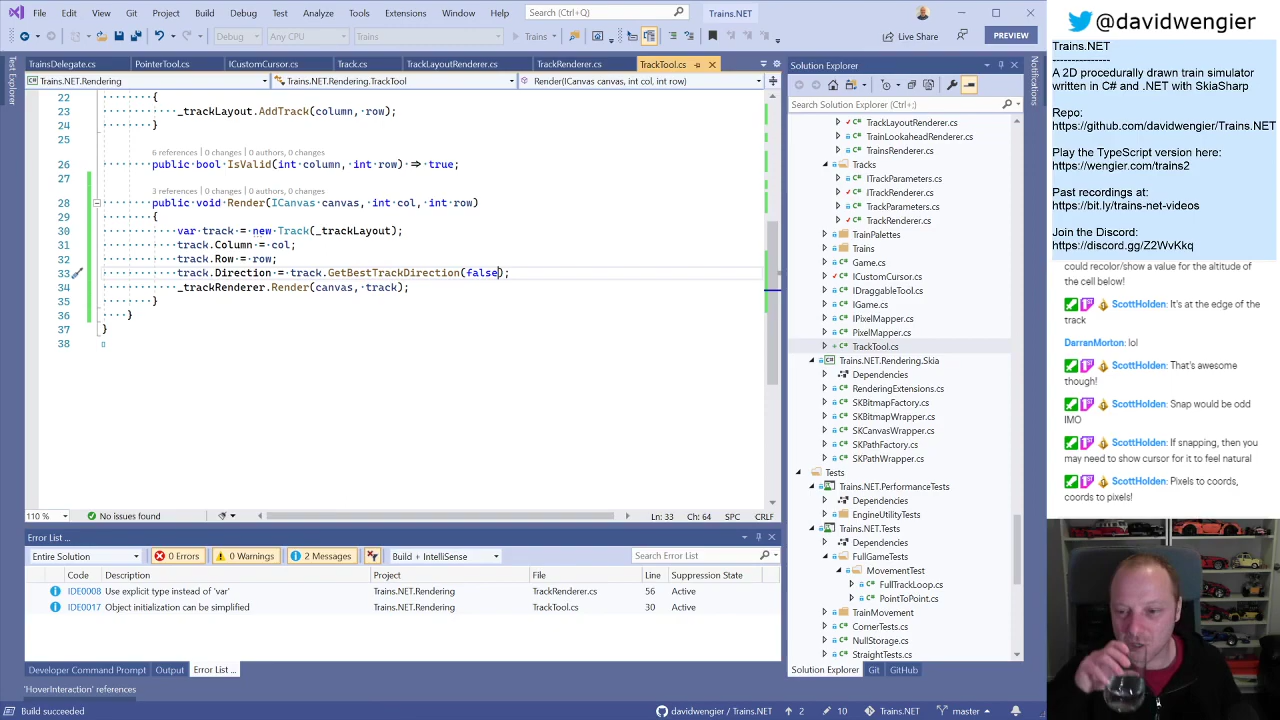 File Edit View Git Project Build Debug Test Analyze Tools Extensions Window Help Search (Ctrl+Q) Trains.NET
Debug Any CPU Trains Live Share PREVIEW
TrainsDelegate.cs PointerTool.cs ICustomCursor.cs Track.cs TrackLayoutRenderer.cs TrackRenderer.cs TrackTool.cs
Trains.NET.Rendering Trains.NET.Rendering.TrackTool Render(ICanvas canvas, int col, int row)
Test Explorer
22 {
23 _trackLayout.AddTrack(column, row);
24 }
25
6 references | 0 changes | 0 authors, 0 changes
26 public bool IsValid(int column, int row) => true;
27
3 references | 0 changes | 0 authors, 0 changes
28 public void Render(ICanvas canvas, int col, int row)
29 {
30 var track = new Track(_trackLayout);
31 track.Column = col;
32 track.Row = row;
33 track.Direction = track.GetBestTrackDirection(false);
34 _trackRenderer.Render(canvas, track);
35 }
36 }
37 }
38
110 % No issues found Ln: 33 Ch: 64 SPC CRLF
Error List ...
Entire Solution 0 Errors 0 Warnings 2 Messages Build + IntelliSense Search Error List
Code Description Project File Line Suppression State
IDE0008 Use explicit type instead of 'var' Trains.NET.Rendering TrackRenderer.cs 56 Active
IDE0017 Object initialization can be simplified Trains.NET.Rendering TrackTool.cs 30 Active
Developer Command Prompt Output Error List ...
'HoverInteraction' references
Build succeeded davidwengier/Trains.NET 2 10 Trains.NET master
Solution Explorer
Search Solution Explorer (Ctrl+;)
TrackLayoutRenderer.cs
TrainLookaheadRenderer.cs
TrainsRenderer.cs
Tracks
ITrackParameters.cs
ITrackRenderer.cs
TrackParameters.cs
TrackRenderer.cs
TrainPalettes
Trains
Game.cs
ICustomCursor.cs
IDraggableTool.cs
IGame.cs
IPixelMapper.cs
PixelMapper.cs
TrackTool.cs
Trains.NET.Rendering.Skia
Dependencies
RenderingExtensions.cs
SKBitmapFactory.cs
SKBitmapWrapper.cs
SKCanvasWrapper.cs
SKPathFactory.cs
SKPathWrapper.cs
Tests
Trains.NET.PerformanceTests
Dependencies
EngineUtilityTests
Trains.NET.Tests
Dependencies
FullGameTests
MovementTest
FullTrackLoop.cs
PointToPoint.cs
TrainMovement
CornerTests.cs
NullStorage.cs
StraightTests.cs
Solution Explorer Git GitHub
Notifications
@davidwengier
Trains.NET
---------------
A 2D procedurally drawn train simulator
written in C# and .NET with SkiaSharp
Repo:
https://github.com/davidwengier/Trains.NET
Play the TypeScript version here:
https://wengier.com/trains2
Past recordings at:
https://bit.ly/trains-net-videos
Join the Discord:
https://discord.gg/Z2WvKkq
could recolor/show a value for the altitude of
the cell below!
ScottHolden: It's at the edge of the
track
DarranMorton: lol
ScottHolden: That's awesome
though!
ScottHolden: Snap would be odd
IMO
ScottHolden: If snapping, then you
may need to show cursor for it to feel natural
ScottHolden: Pixels to coords,
coords to pixels!